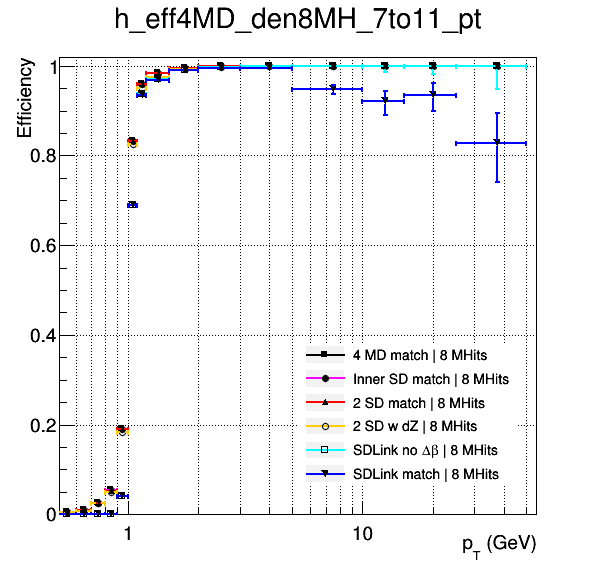 h_eff4MD_den8MH_7to11_pt
Efficiency
1
0.8
0.6
0.4
0.2
0
4 MD match | 8 MHits
Inner SD match | 8 MHits
2 SD match | 8 MHits
2 SD w dZ | 8 MHits
SDLink no Δβ | 8 MHits
SDLink match | 8 MHits
1 10
pT (GeV)